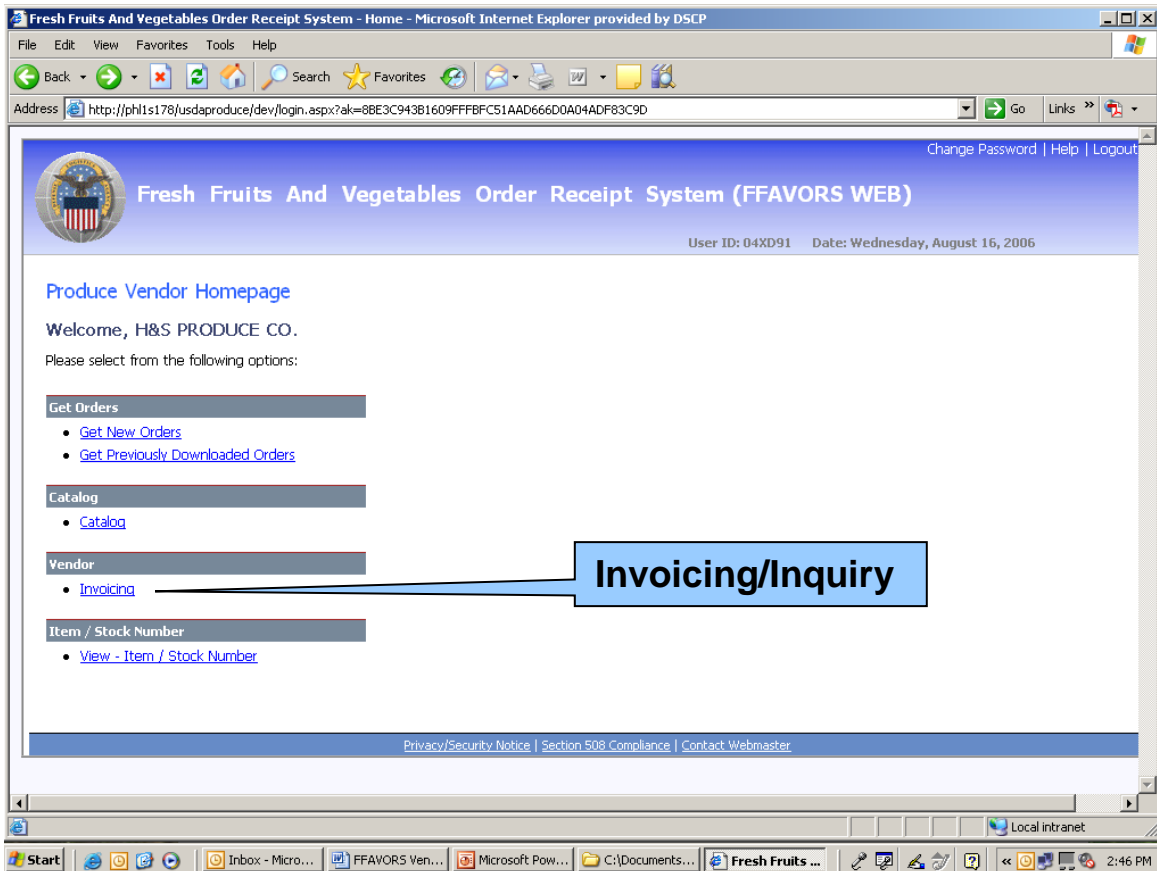 Fresh Fruits And Vegetables Order Receipt System - Home - Microsoft Internet Explorer provided by DSCP
File Edit View Favorites Tools Help
Back Search Favorites
Address http://phl1s178/usdaproduce/dev/login.aspx?ak=8BE3C943B1609FFFBFC51AAD666D0A04ADF83C9D Go Links »
Change Password | Help | Logout
Fresh Fruits And Vegetables Order Receipt System (FFAVORS WEB)
User ID: 04XD91 Date: Wednesday, August 16, 2006
Produce Vendor Homepage
Welcome, H&S PRODUCE CO.
Please select from the following options:
Get Orders
• Get New Orders
• Get Previously Downloaded Orders
Catalog
• Catalog
Vendor
• Invoicing
Invoicing/Inquiry
Item / Stock Number
• View - Item / Stock Number
Privacy/Security Notice | Section 508 Compliance | Contact Webmaster
Local intranet
Start Inbox - Micro... FFAVORS Ven... Microsoft Pow... C:\Documents... Fresh Fruits ... « 2:46 PM